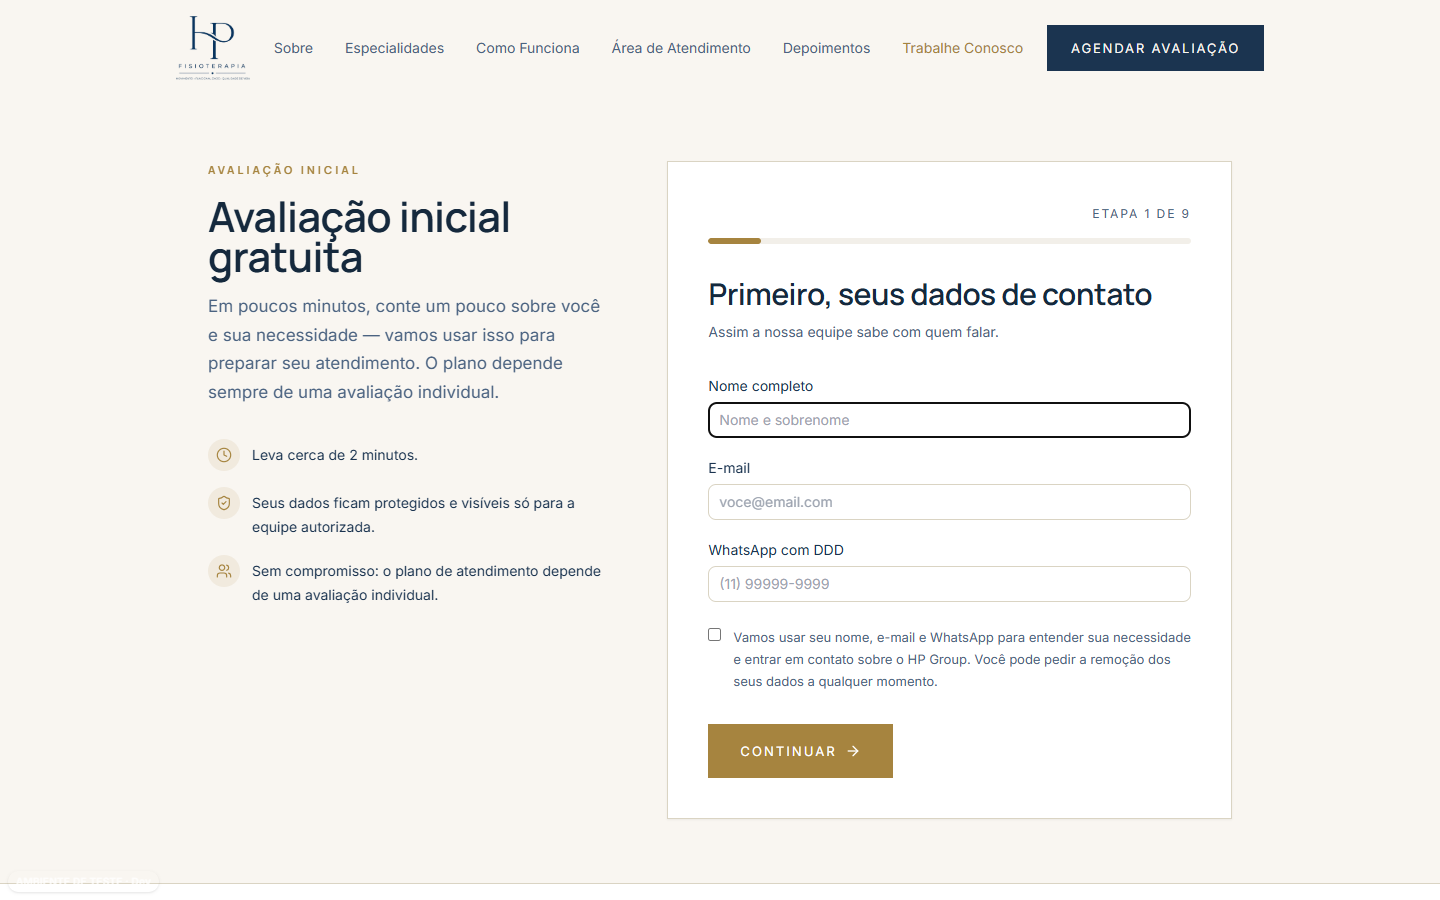 hp
FISIOTERAPIA
Sobre
Especialidades
Como Funciona
Área de Atendimento
Depoimentos
Trabalhe Conosco
AGENDAR AVALIAÇÃO
AVALIAÇÃO INICIAL
Avaliação inicial
gratuita
Em poucos minutos, conte um pouco sobre você
e sua necessidade — vamos usar isso para
preparar seu atendimento. O plano depende
sempre de uma avaliação individual.
Leva cerca de 2 minutos.
Seus dados ficam protegidos e visíveis só para a
equipe autorizada.
Sem compromisso: o plano de atendimento depende
de uma avaliação individual.
ETAPA 1 DE 9
Primeiro, seus dados de contato
Assim a nossa equipe sabe com quem falar.
Nome completo
Nome e sobrenome
E-mail
voce@email.com
WhatsApp com DDD
(11) 99999-9999
Vamos usar seu nome, e-mail e WhatsApp para entender sua necessidade
e entrar em contato sobre o HP Group. Você pode pedir a remoção dos
seus dados a qualquer momento.
CONTINUAR →
AMBIENTE DE TESTE